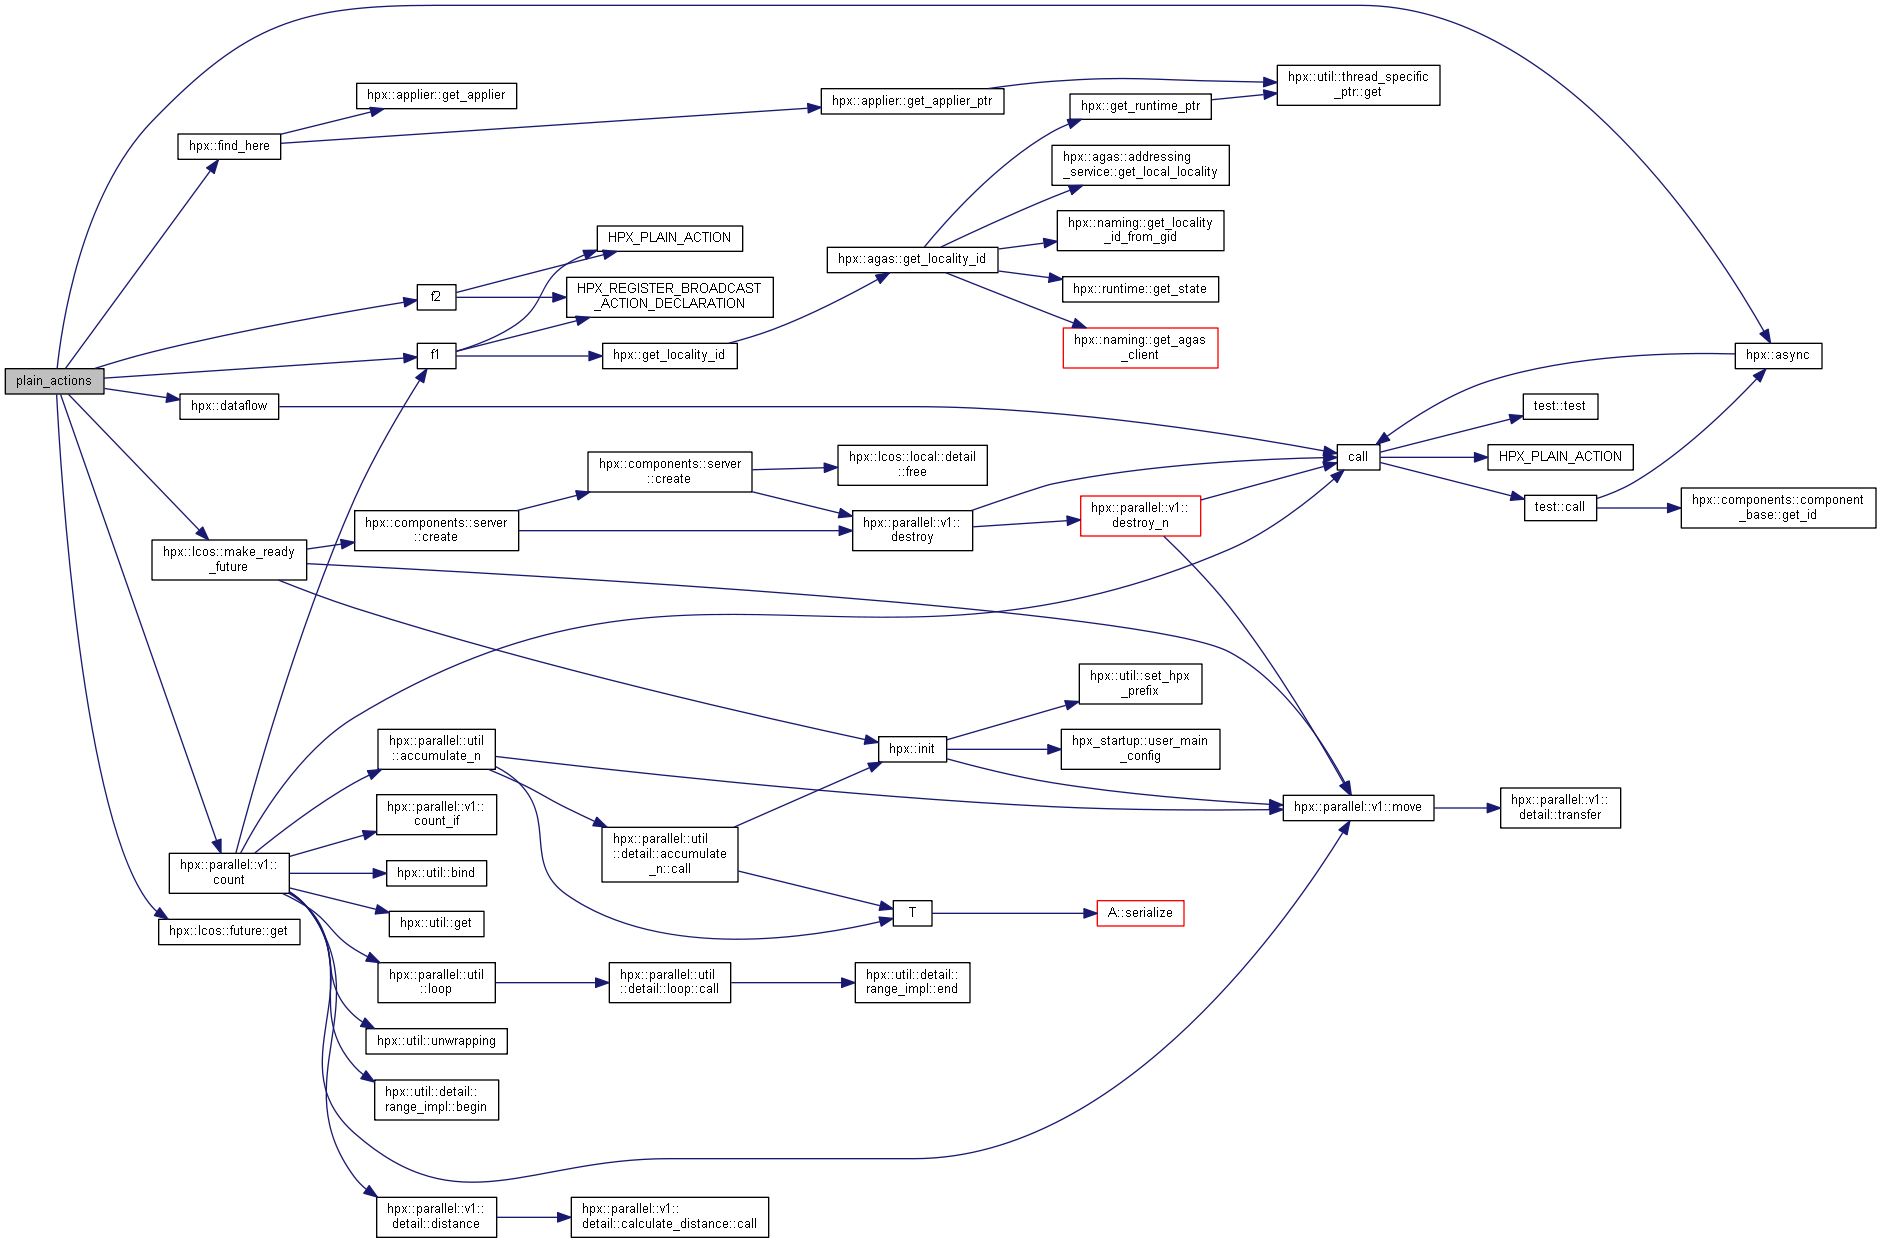 hpx::util::thread_specific
_ptr::get
hpx::applier::get_applier
hpx::applier::get_applier_ptr
hpx::get_runtime_ptr
hpx::find_here
hpx::agas::addressing
_service::get_local_locality
hpx::naming::get_locality
_id_from_gid
HPX_PLAIN_ACTION
hpx::agas::get_locality_id
hpx::runtime::get_state
f2
HPX_REGISTER_BROADCAST
_ACTION_DECLARATION
hpx::naming::get_agas
_client
f1
hpx::get_locality_id
hpx::async
plain_actions
hpx::dataflow
test::test
call
HPX_PLAIN_ACTION
hpx::components::server
::create
hpx::lcos::local::detail
::free
test::call
hpx::components::component
_base::get_id
hpx::components::server
::create
hpx::parallel::v1::
destroy
hpx::parallel::v1::
destroy_n
hpx::lcos::make_ready
_future
hpx::util::set_hpx
_prefix
hpx::parallel::util
::accumulate_n
hpx::init
hpx_startup::user_main
_config
hpx::parallel::v1::
count_if
hpx::parallel::v1::move
hpx::parallel::v1::
detail::transfer
hpx::parallel::util
::detail::accumulate
_n::call
hpx::parallel::v1::
count
hpx::util::bind
T
A::serialize
hpx::util::get
hpx::lcos::future::get
hpx::parallel::util
::loop
hpx::parallel::util
::detail::loop::call
hpx::util::detail::
range_impl::end
hpx::util::unwrapping
hpx::util::detail::
range_impl::begin
hpx::parallel::v1::
detail::distance
hpx::parallel::v1::
detail::calculate_distance::call